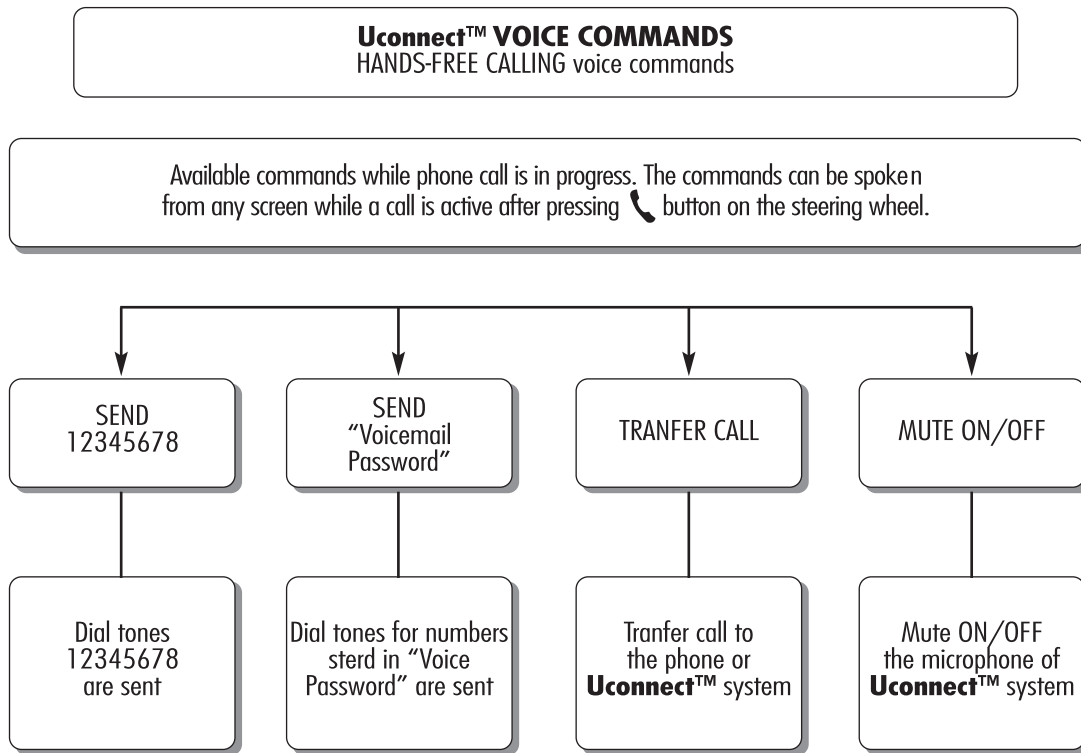 Uconnect™ VOICE COMMANDS
HANDS-FREE CALLING voice commands
Available commands while phone call is in progress. The commands can be spoken
from any screen while a call is active after pressing button on the steering wheel.
SEND
12345678
SEND
“Voicemail
Password”
TRANFER CALL
MUTE ON/OFF
Dial tones
12345678
are sent
Dial tones for numbers
sterd in “Voice
Password” are sent
Tranfer call to
the phone or
Uconnect™ system
Mute ON/OFF
the microphone of
Uconnect™ system